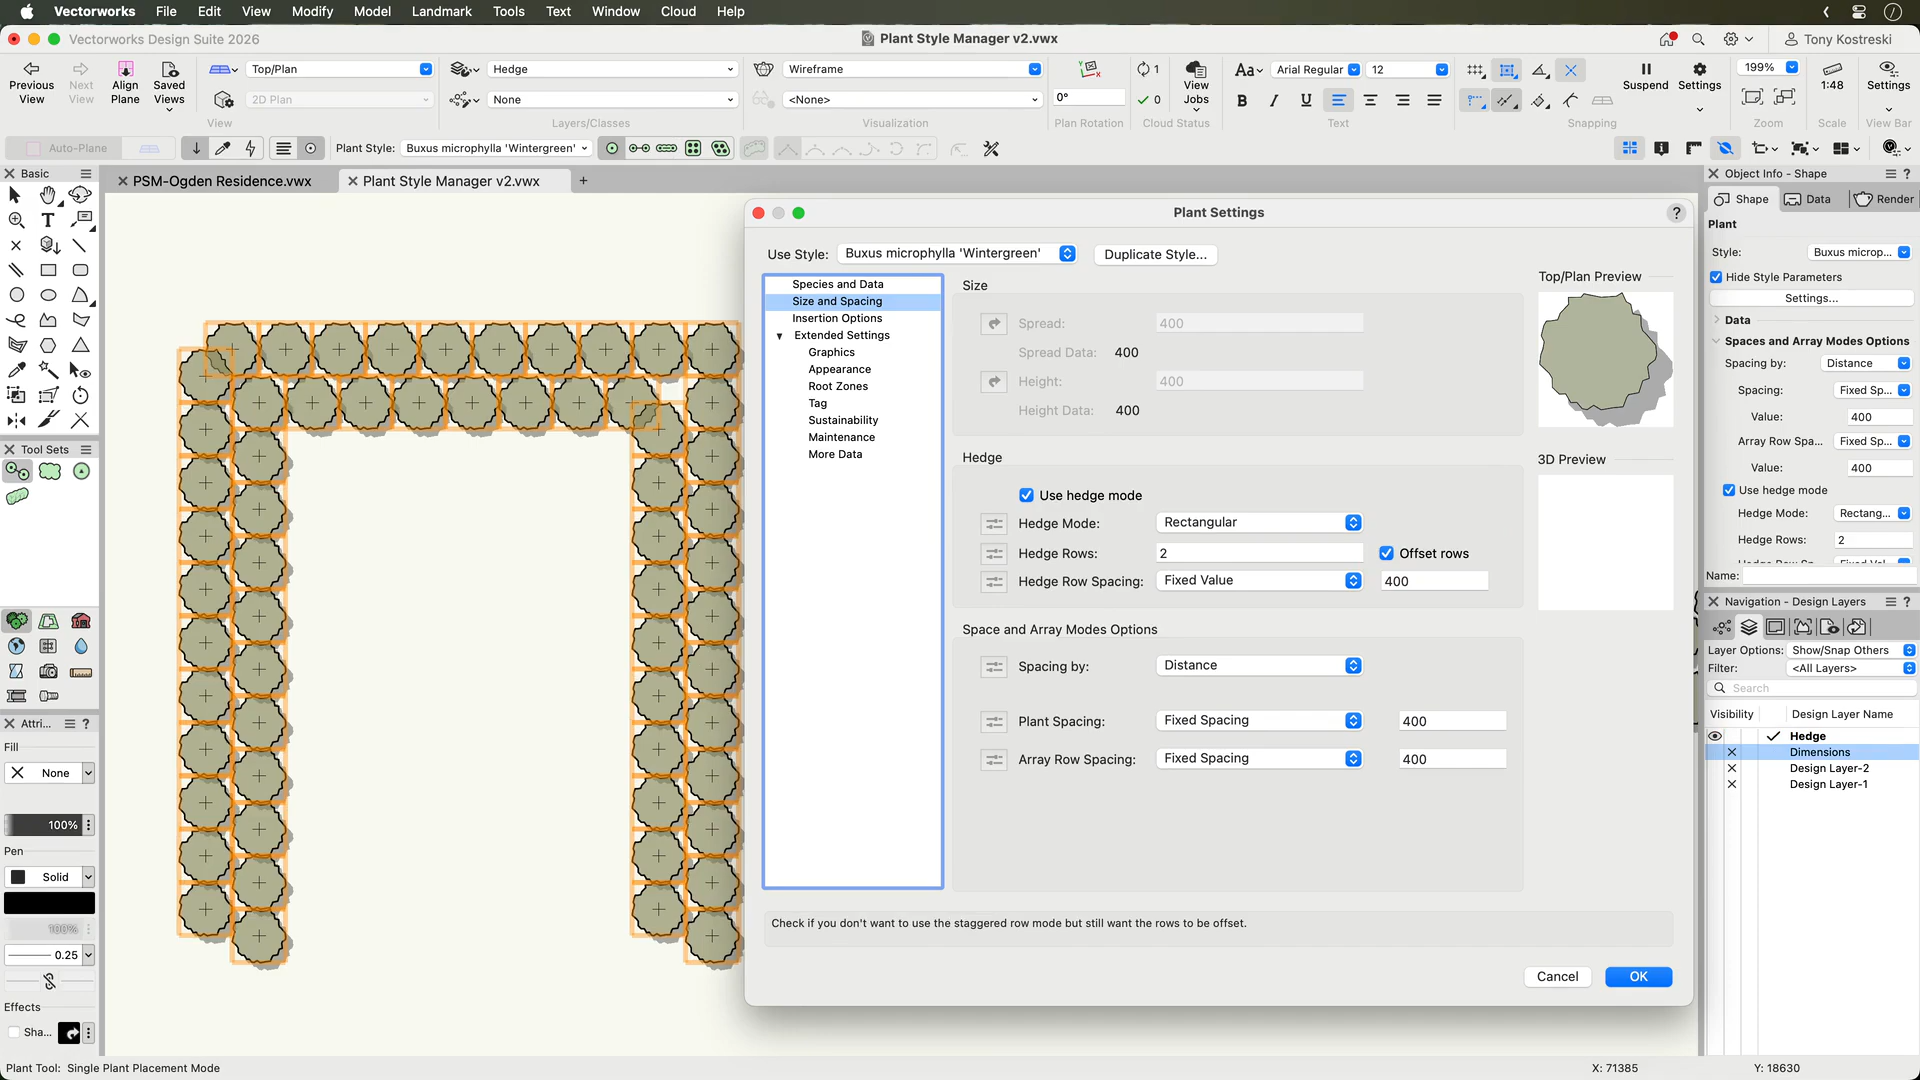 Vectorworks File Edit View Modify Model Landmark Tools Text Window Cloud Help
Vectorworks Design Suite 2026
Plant Style Manager v2.vwx
Tony Kostreski
Previous View
Next View
Align Plane
Saved Views
Top/Plan
2D Plan
View
Hedge
None
Layers/Classes
Wireframe
<None>
Visualization
0°
Plan Rotation
1
0
View Jobs
Cloud Status
Aa
Arial Regular
12
B I U
Text
Snapping
Suspend
Settings
199%
Zoom
1:48
Scale
Settings
View Bar
Auto-Plane
Plant Style: Buxus microphylla 'Wintergreen'
Basic
PSM-Ogden Residence.vwx
Plant Style Manager v2.vwx
Tool Sets
Attri...
Fill
None
100%
Pen
Solid
100%
0.25
Effects
Sha...
Plant Settings
Use Style: Buxus microphylla 'Wintergreen'
Duplicate Style...
Species and Data
Size and Spacing
Insertion Options
Extended Settings
Graphics
Appearance
Root Zones
Tag
Sustainability
Maintenance
More Data
Size
Spread: 400
Spread Data: 400
Height: 400
Height Data: 400
Hedge
Use hedge mode
Hedge Mode: Rectangular
Hedge Rows: 2
Offset rows
Hedge Row Spacing: Fixed Value 400
Space and Array Modes Options
Spacing by: Distance
Plant Spacing: Fixed Spacing 400
Array Row Spacing: Fixed Spacing 400
Top/Plan Preview
3D Preview
Check if you don't want to use the staggered row mode but still want the rows to be offset.
Cancel
OK
Object Info - Shape
Shape Data Render
Plant
Style: Buxus microp...
Hide Style Parameters
Settings...
Data
Spaces and Array Modes Options
Spacing by: Distance
Spacing: Fixed Sp...
Value: 400
Array Row Spa... Fixed Sp...
Value: 400
Use hedge mode
Hedge Mode: Rectang...
Hedge Rows: 2
Name:
Navigation - Design Layers
Layer Options: Show/Snap Others
Filter: <All Layers>
Search
Visibility Design Layer Name
Hedge
Dimensions
Design Layer-2
Design Layer-1
Plant Tool: Single Plant Placement Mode
X: 71385
Y: 18630